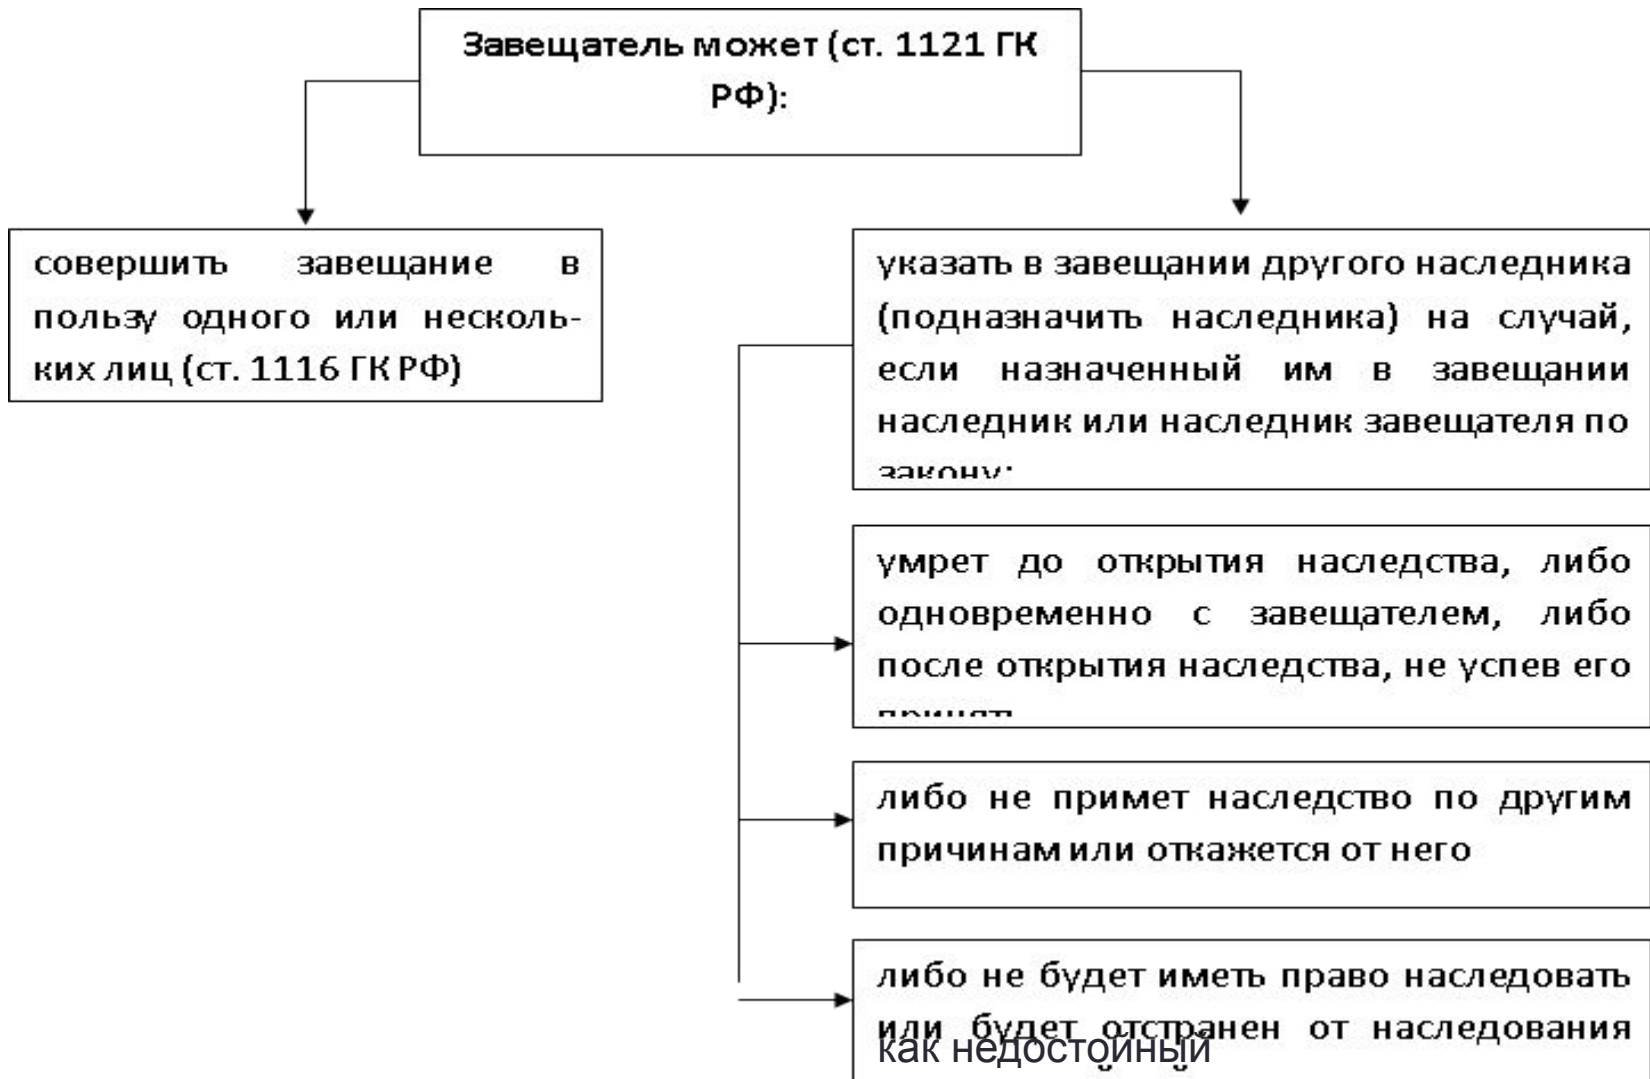 Завещатель может (ст. 1121 ГК
РФ):
совершить завещание в
пользу одного или несколь-
ких лиц (ст. 1116 ГК РФ)
указать в завещании другого наследника
(подназначить наследника) на случай,
если назначенный им в завещании
наследник или наследник завещателя по
закону:
умрет до открытия наследства, либо
одновременно с завещателем, либо
после открытия наследства, не успев его
принять
либо не примет наследство по другим
причинам или откажется от него
либо не будет иметь право наследовать
или будет отстранен от наследования
как недостойный